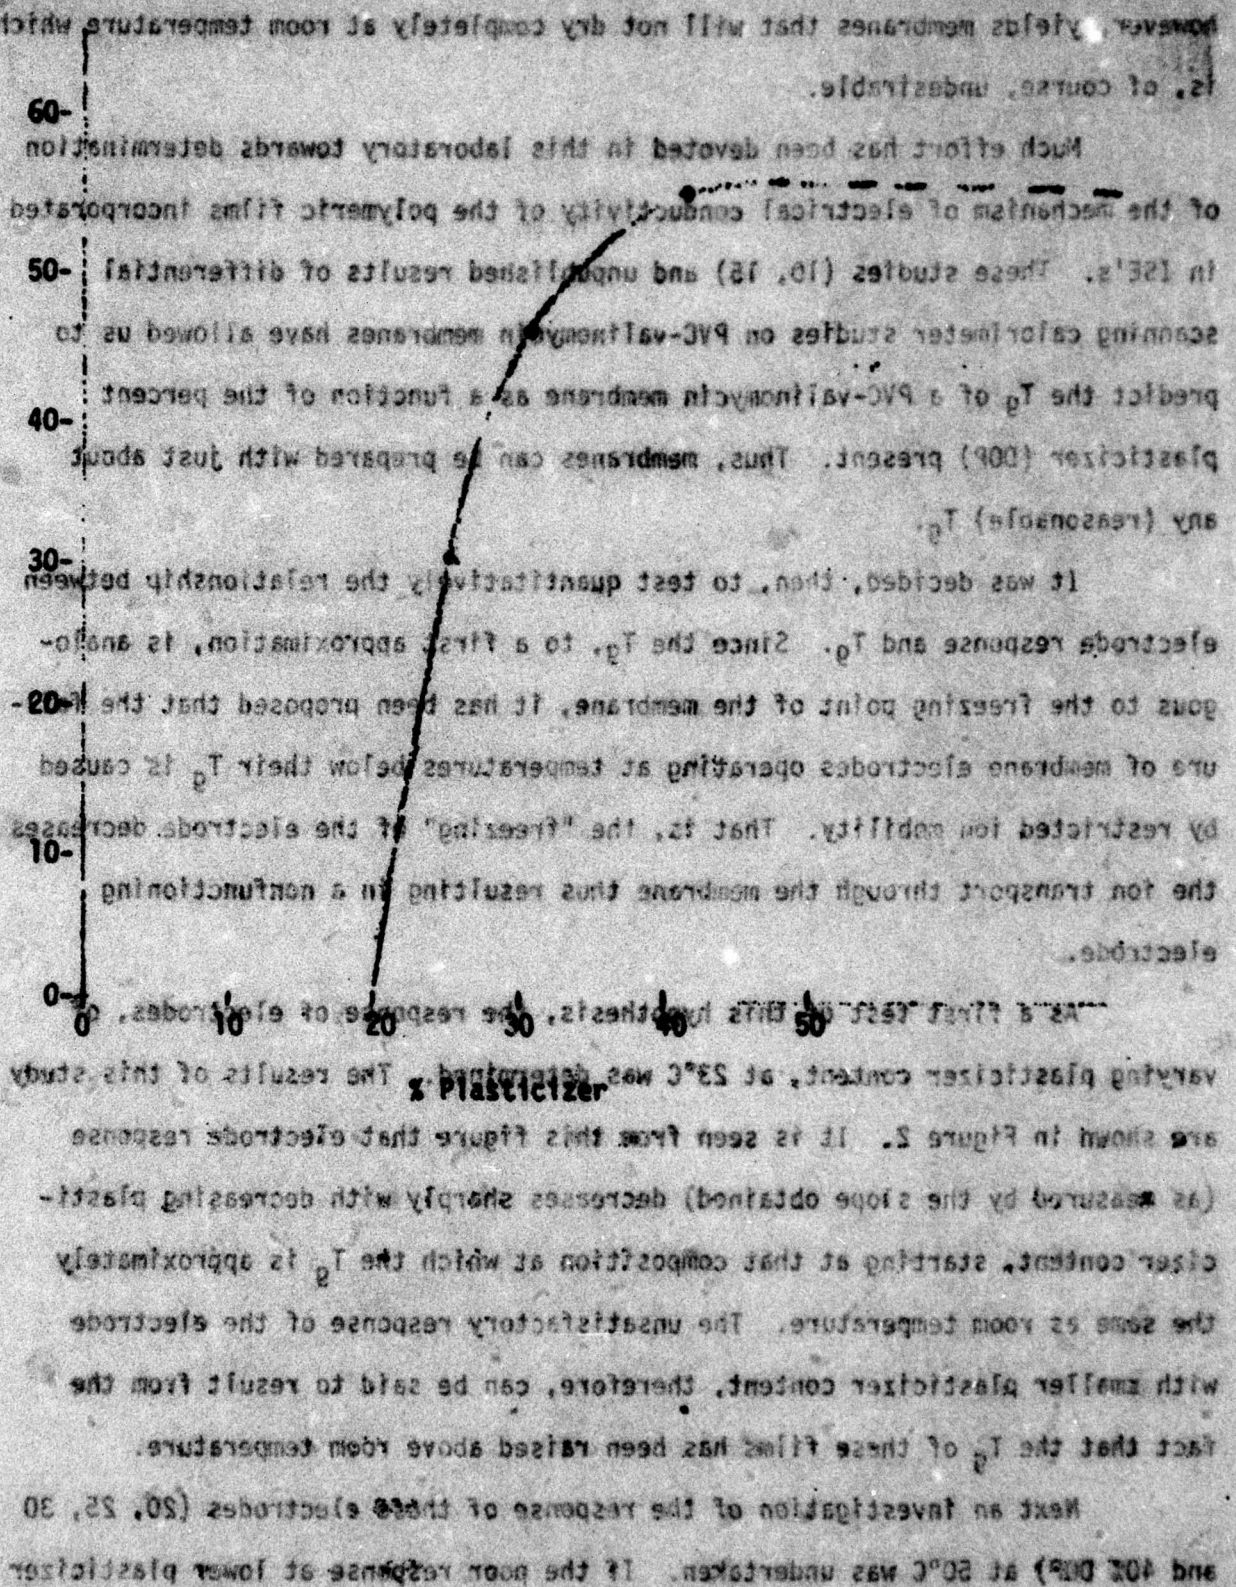 however, yields membranes that will not dry completely at room temperature which
is, of course, undesirable.
60-
Much effort has been devoted in this laboratory towards determination
of the mechanism of electrical conductivity of the polymeric films incorporated
in ISE's. These studies (10, 15) and unpublished results of differential
50-
scanning calorimeter studies on PVC-valinomycin membranes have allowed us to
predict the Tg of a PVC-valinomycin membrane as a function of the percent
40-
plasticizer (DOP) present. Thus, membranes can be prepared with just about
any (reasonable) Tg.
30-
It was decided, then, to test quantitatively the relationship between
electrode response and Tg. Since the Tg, to a first approximation, is analo-
gous to the freezing point of the membrane, it has been proposed that the fail-
20-
ure of membrane electrodes operating at temperatures below their Tg is caused
by restricted ion mobility. That is, the "freezing" of the electrode decreases
10-
the ion transport through the membrane thus resulting in a nonfunctioning
electrode.
0-
As a first test of this hypothesis, the response of electrodes, of
0 10 20 30 40 50
varying plasticizer content, at 23°C was determined. The results of this study
% Plasticizer
are shown in Figure 2. It is seen from this figure that electrode response
(as measured by the slope obtained) decreases sharply with decreasing plasti-
cizer content, starting at that composition at which the Tg is approximately
the same as room temperature. The unsatisfactory response of the electrode
with smaller plasticizer content, therefore, can be said to result from the
fact that the Tg of these films has been raised above room temperature.
Next an investigation of the response of these electrodes (20, 25, 30
and 40% DOP) at 50°C was undertaken. If the poor response at lower plasticizer